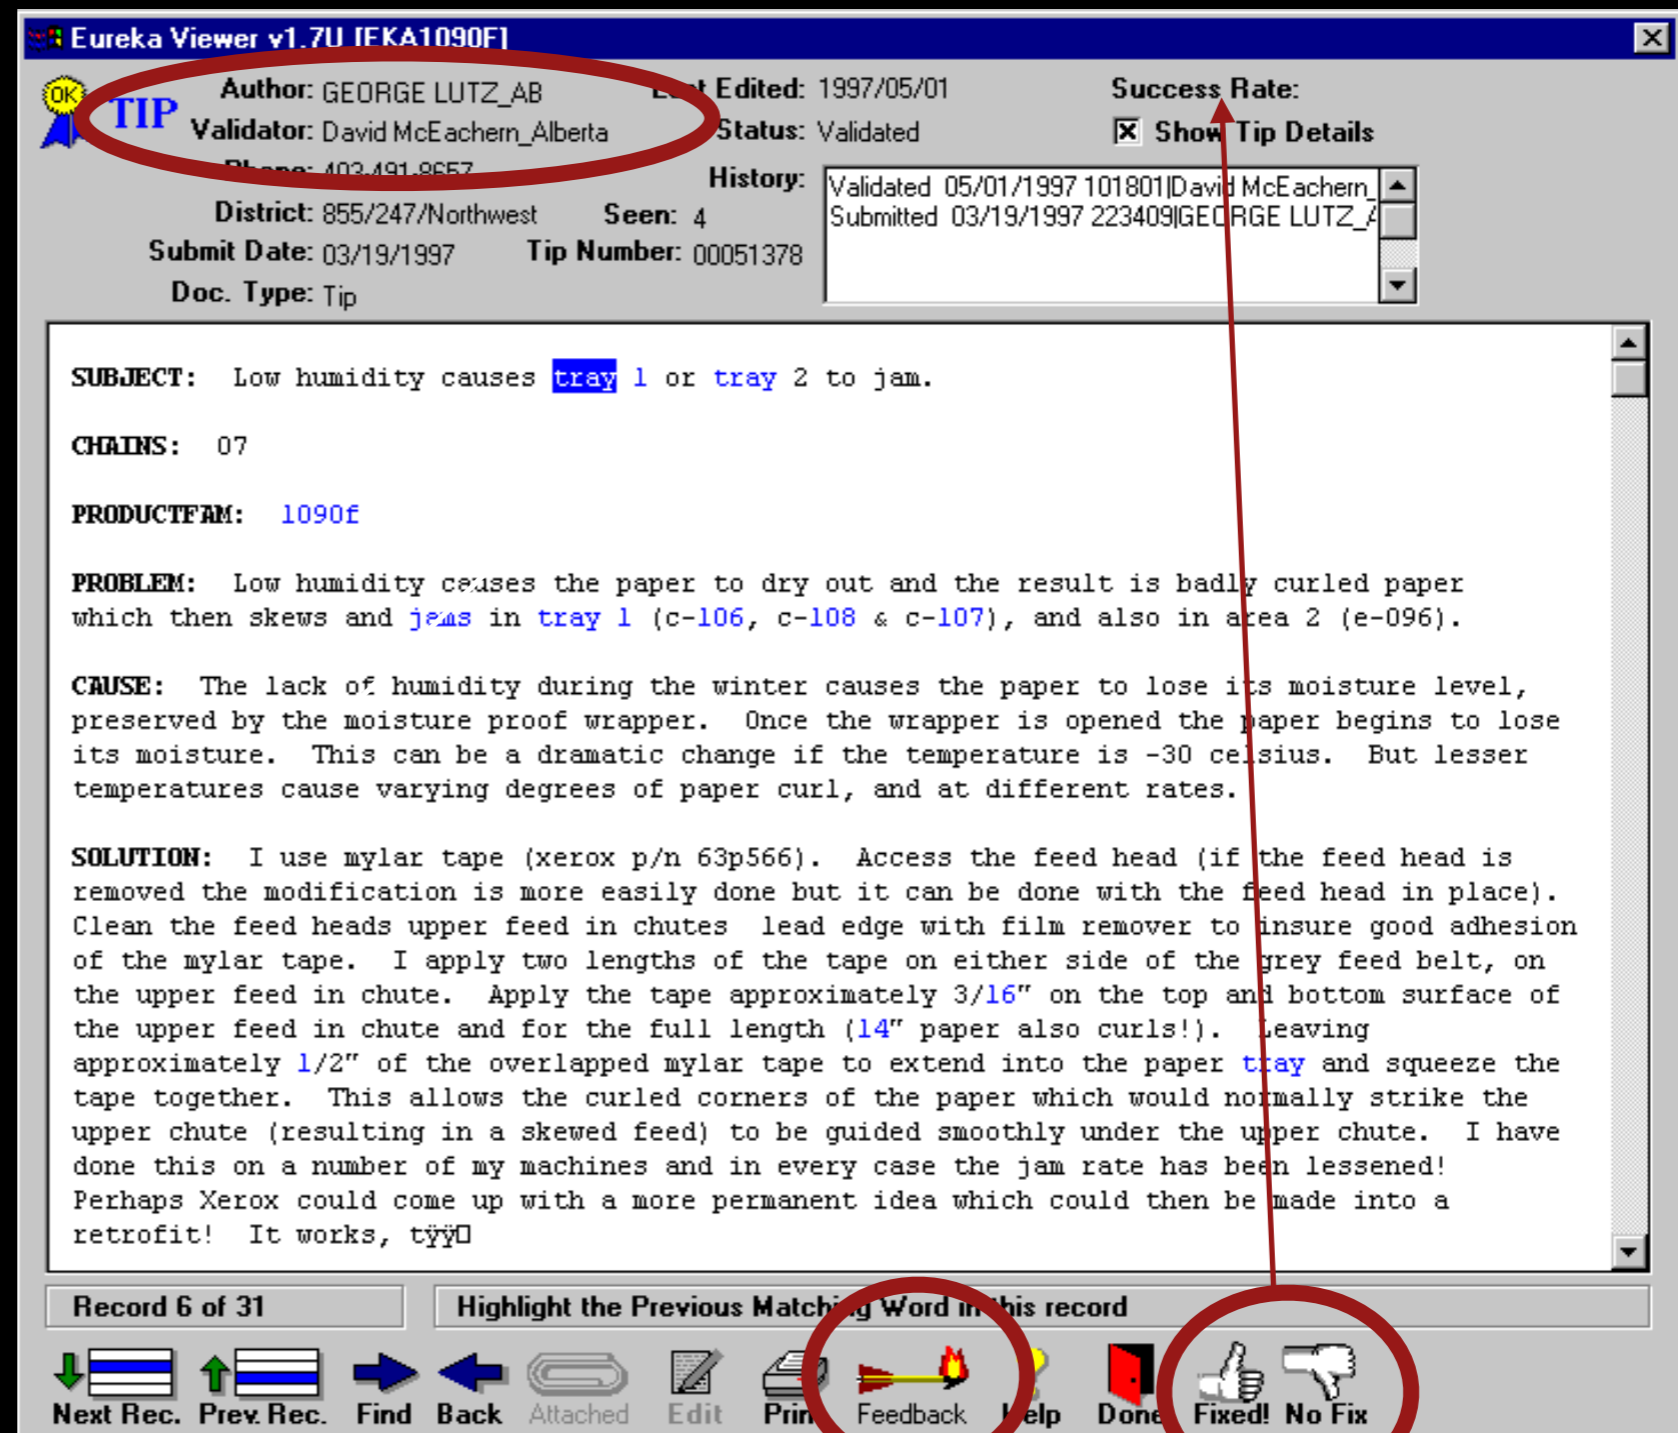 Eureka Viewer v1.7U [EKA1090F]
OK TIP Author: GEORGE LUTZ_AB Last Edited: 1997/05/01 Success Rate:
Validator: David McEachern_Alberta Status: Validated Show Tip Details
Phone: 403-491-8657 History:
Validated 05/01/1997 101801|David McEachern_
District: 855/247/Northwest Seen: 4 Submitted 03/19/1997 223409|GEORGE LUTZ_A
Submit Date: 03/19/1997 Tip Number: 00051378
Doc. Type: Tip
SUBJECT: Low humidity causes tray 1 or tray 2 to jam.
CHAINS: 07
PRODUCTFAM: 1090f
PROBLEM: Low humidity causes the paper to dry out and the result is badly curled paper
which then skews and jams in tray 1 (c-106, c-108 & c-107), and also in area 2 (e-096).
CAUSE: The lack of humidity during the winter causes the paper to lose its moisture level,
preserved by the moisture proof wrapper. Once the wrapper is opened the paper begins to lose
its moisture. This can be a dramatic change if the temperature is -30 celsius. But lesser
temperatures cause varying degrees of paper curl, and at different rates.
SOLUTION: I use mylar tape (xerox p/n 63p566). Access the feed head (if the feed head is
removed the modification is more easily done but it can be done with the feed head in place).
Clean the feed heads upper feed in chutes lead edge with film remover to insure good adhesion
of the mylar tape. I apply two lengths of the tape on either side of the grey feed belt, on
the upper feed in chute. Apply the tape approximately 3/16" on the top and bottom surface of
the upper feed in chute and for the full length (14" paper also curls!). Leaving
approximately 1/2" of the overlapped mylar tape to extend into the paper tray and squeeze the
tape together. This allows the curled corners of the paper which would normally strike the
upper chute (resulting in a skewed feed) to be guided smoothly under the upper chute. I have
done this on a number of my machines and in every case the jam rate has been lessened!
Perhaps Xerox could come up with a more permanent idea which could then be made into a
retrofit! It works, tÿÿ□
Record 6 of 31 Highlight the Previous Matching Word in this record
Next Rec. Prev. Rec. Find Back Attached Edit Print Feedback Help Done Fixed! No Fix